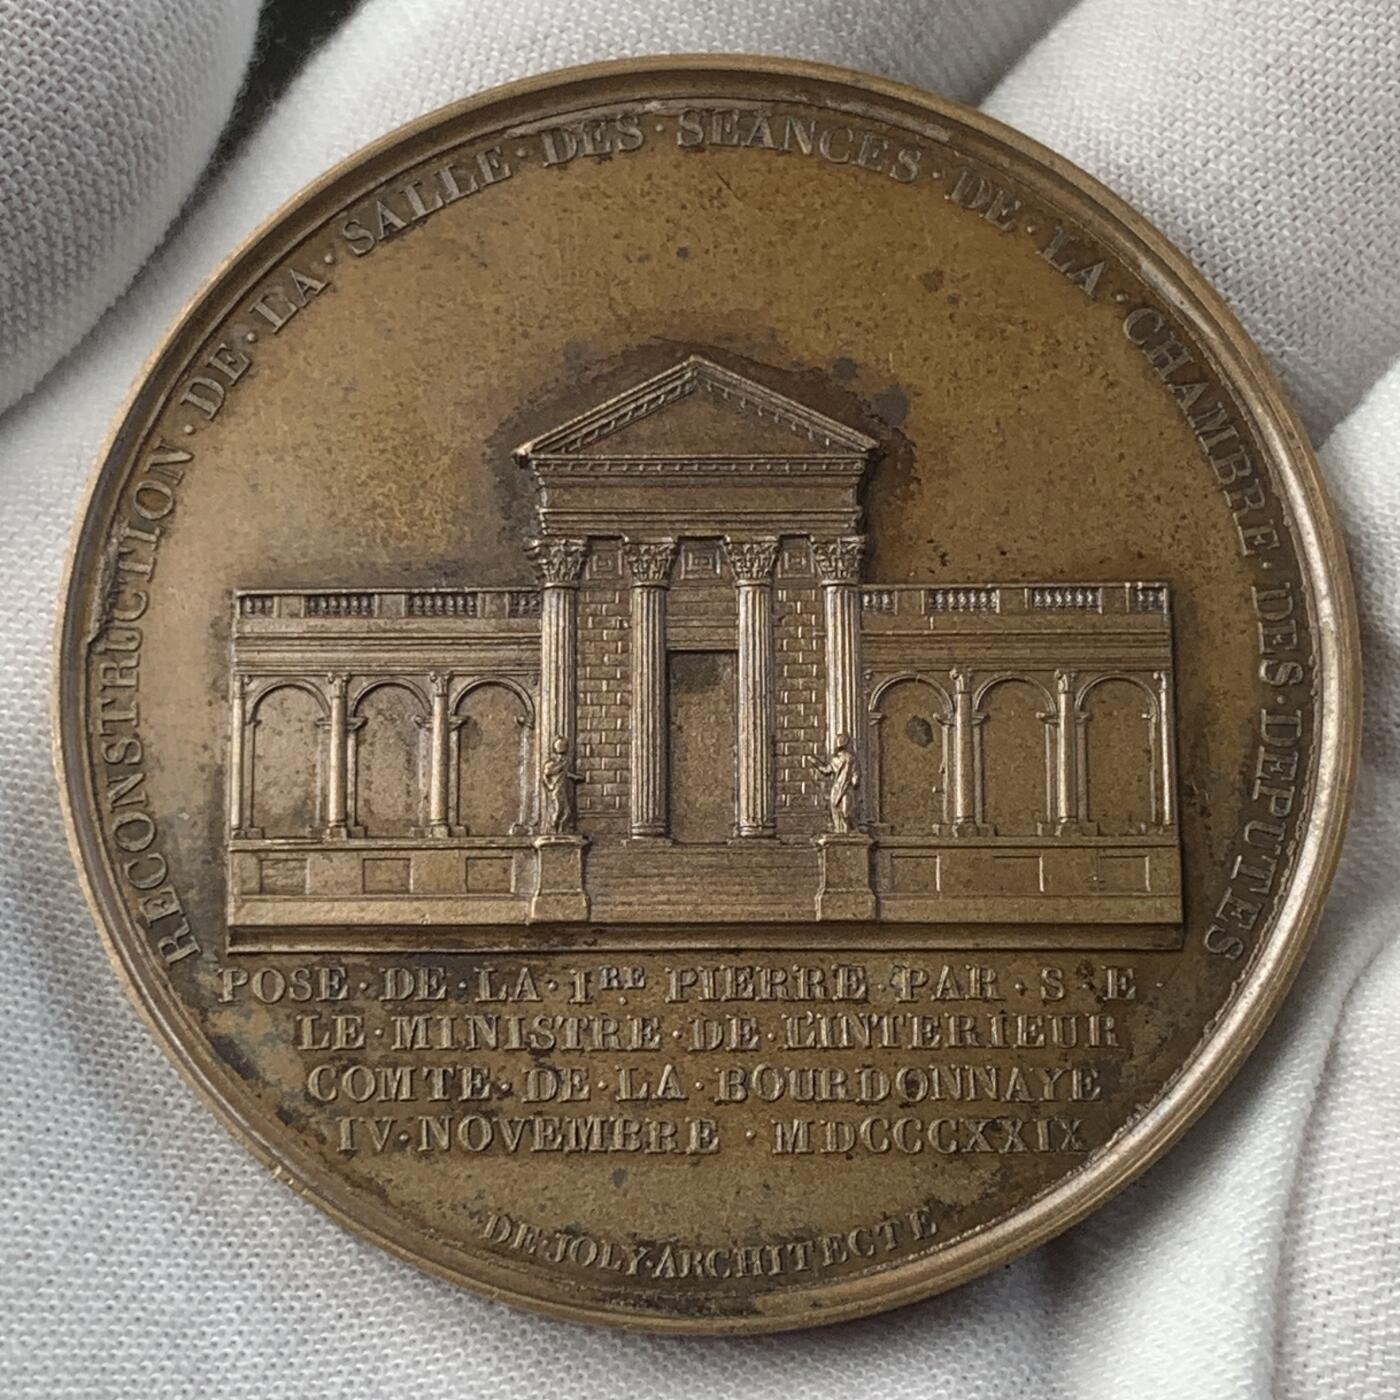 RECONSTRUCTION · DE · LA · SALLE · DES · SEANCES · DE · LA · CHAMBRE · DES · DEPUTES
POSE · DE · LA · 1RE PIERRE · PAR · S · E
LE · MINISTRE · DE · L'INTERIEUR
COMTE · DE · LA · BOURDONNAYE
IV · NOVEMBRE · MDCCCXXIX
DE · JOLY · ARCHITECTE